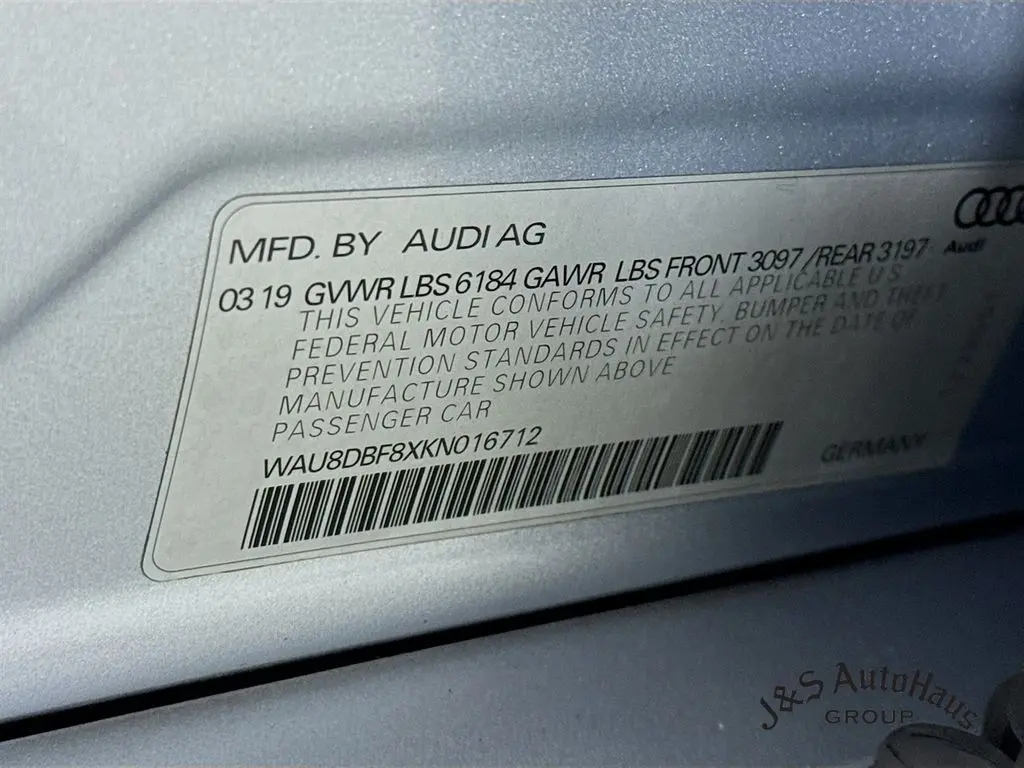 MFD. BY AUDI AG
03 19 GVWR LBS 6184 GAWR LBS FRONT 3097/REAR 3197
Audi
THIS VEHICLE CONFORMS TO ALL APPLICABLE U S
FEDERAL MOTOR VEHICLE SAFETY, BUMPER AND THEFT
PREVENTION STANDARDS IN EFFECT ON THE DATE OF
MANUFACTURE SHOWN ABOVE
PASSENGER CAR
WAU8DBF8XKN016712
GERMANY
J&S AutoHaus
GROUP